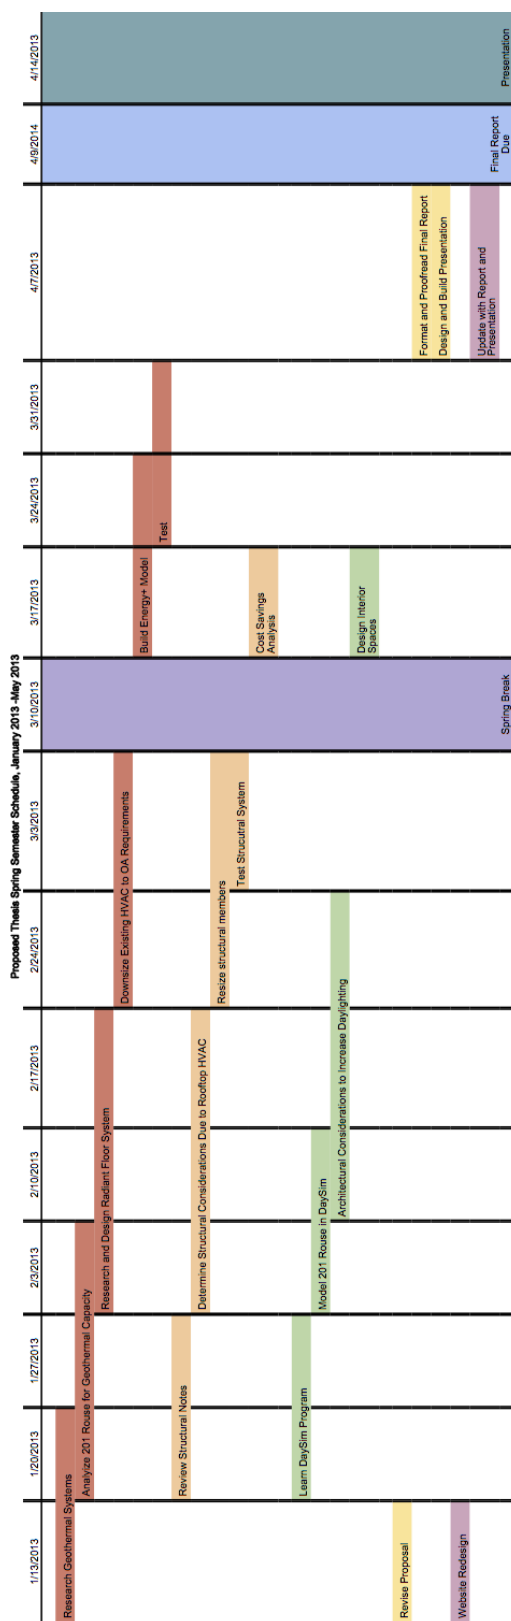 Proposed Thesis Spring Semester Schedule, January 2013 -May 2013
1/13/2013
1/20/2013
1/27/2013
2/3/2013
2/10/2013
2/17/2013
2/24/2013
3/3/2013
3/10/2013
3/17/2013
3/24/2013
3/31/2013
4/7/2013
4/9/2014
4/14/2013
Research Geothermal Systems
Analyize 201 Rouse for Geothermal Capacity
Research and Design Radiant Floor System
Downsize Existing HVAC to OA Requirements
Build Energy+ Model
Test
Review Structural Notes
Determine Structural Considerations Due to Rooftop HVAC
Resize structural members
Test Strucutral System
Cost Savings
Analysis
Learn DaySim Program
Model 201 Rouse in DaySim
Architectural Considerations to Increase Daylighting
Design Interior
Spaces
Revise Proposal
Format and Proofread Final Report
Design and Build Presentation
Website Redesign
Update with Report and
Presentation
Spring Break
Final Report
Due
Presentation